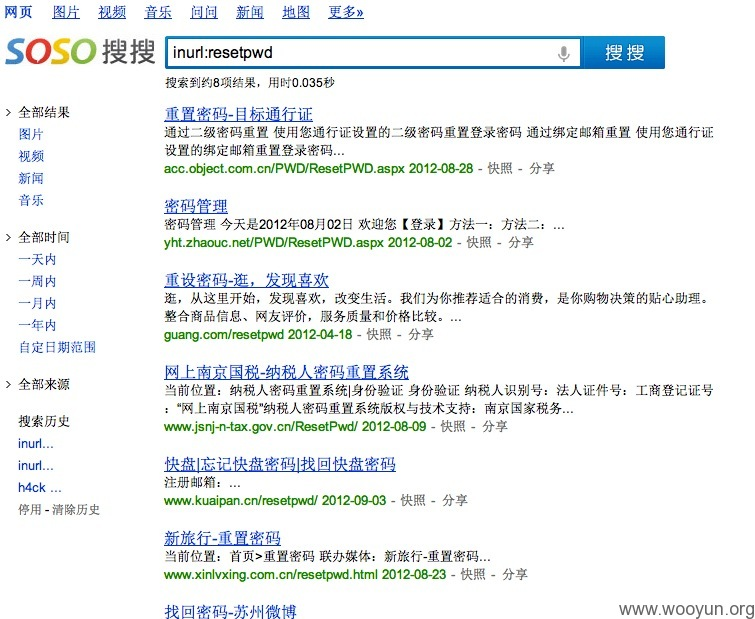 网页 图片 视频 音乐 问问 新闻 地图 更多»
SOSO 搜搜 inurl:resetpwd 搜搜
搜索到约8项结果，用时0.035秒
全部结果
图片
视频
新闻
音乐
全部时间
一天内
一周内
一月内
一年内
自定日期范围
全部来源
搜索历史
inurl...
inurl...
h4ck ...
停用 - 清除历史
重置密码-目标通行证
通过二级密码重置 使用您通行证设置的二级密码重置登录密码 通过绑定邮箱重置 使用您通行证
设置的绑定邮箱重置登录密码...
acc.object.com.cn/PWD/ResetPWD.aspx 2012-08-28 - 快照 - 分享
密码管理
密码管理 今天是2012年08月02日 欢迎您【登录】方法一：方法二：...
yht.zhaouc.net/PWD/ResetPWD.aspx 2012-08-02 - 快照 - 分享
重设密码-逛，发现喜欢
逛，从这里开始，发现喜欢，改变生活。我们为你推荐适合的消费，是你购物决策的贴心助理。
整合商品信息、网友评价，服务质量和价格比较。...
guang.com/resetpwd 2012-04-18 - 快照 - 分享
网上南京国税-纳税人密码重置系统
当前位置：纳税人密码重置系统|身份验证 身份验证 纳税人识别号：法人证件号：工商登记证号
：“网上南京国税”纳税人密码重置系统版权与技术支持：南京国家税务...
www.jsnj-n-tax.gov.cn/ResetPwd/ 2012-08-09 - 快照 - 分享
快盘|忘记快盘密码|找回快盘密码
注册邮箱：...
www.kuaipan.cn/resetpwd/ 2012-09-03 - 快照 - 分享
新旅行-重置密码
当前位置：首页>重置密码 联办媒体：新旅行-重置密码...
www.xinlvxing.com.cn/resetpwd.html 2012-08-23 - 快照 - 分享
找回密码-苏州微博
www.wooyun.org